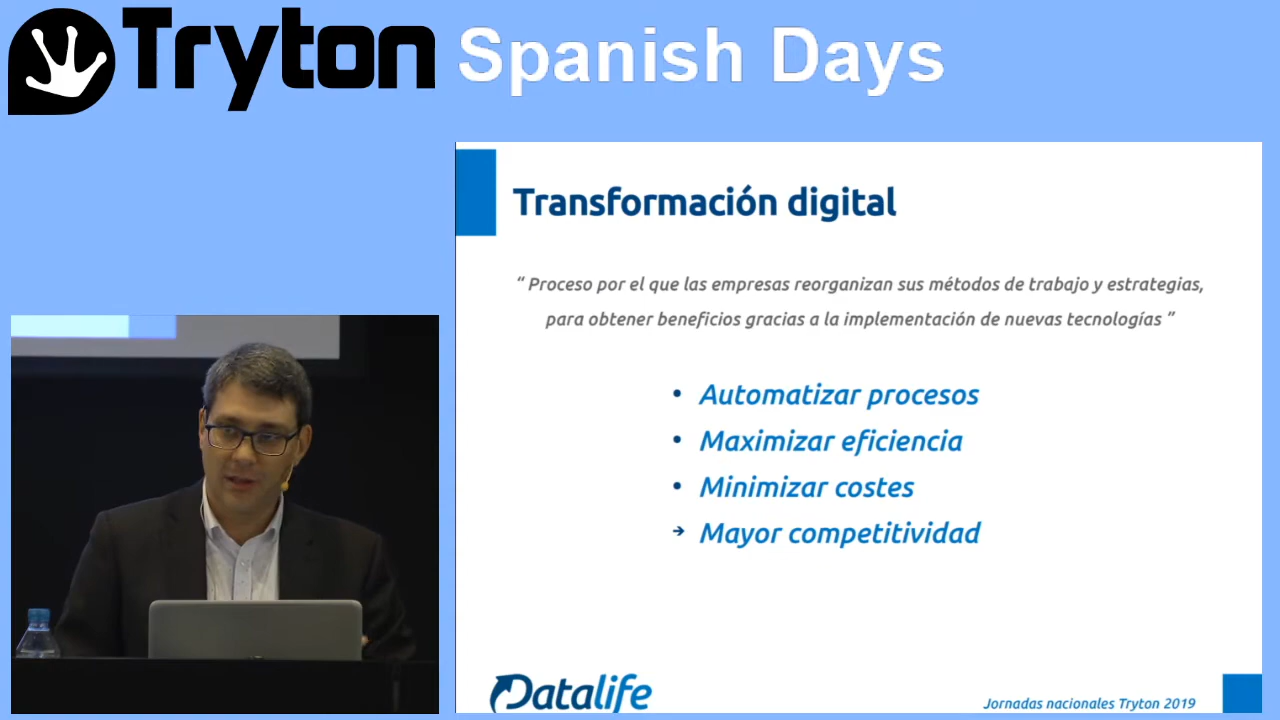 Tryton Spanish Days
Transformación digital
“ Proceso por el que las empresas reorganizan sus métodos de trabajo y estrategias,
para obtener beneficios gracias a la implementación de nuevas tecnologías ”
• Automatizar procesos
• Maximizar eficiencia
• Minimizar costes
➔ Mayor competitividad
Datalife
Jornadas nacionales Tryton 2019